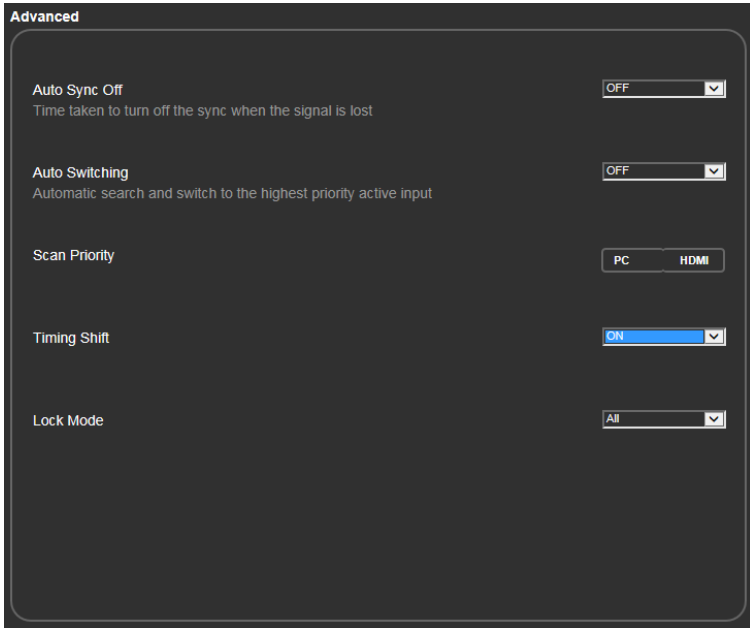 Advanced
Auto Sync Off
OFF
Time taken to turn off the sync when the signal is lost
Auto Switching
OFF
Automatic search and switch to the highest priority active input
Scan Priority
PC HDMI
Timing Shift
ON
Lock Mode
All